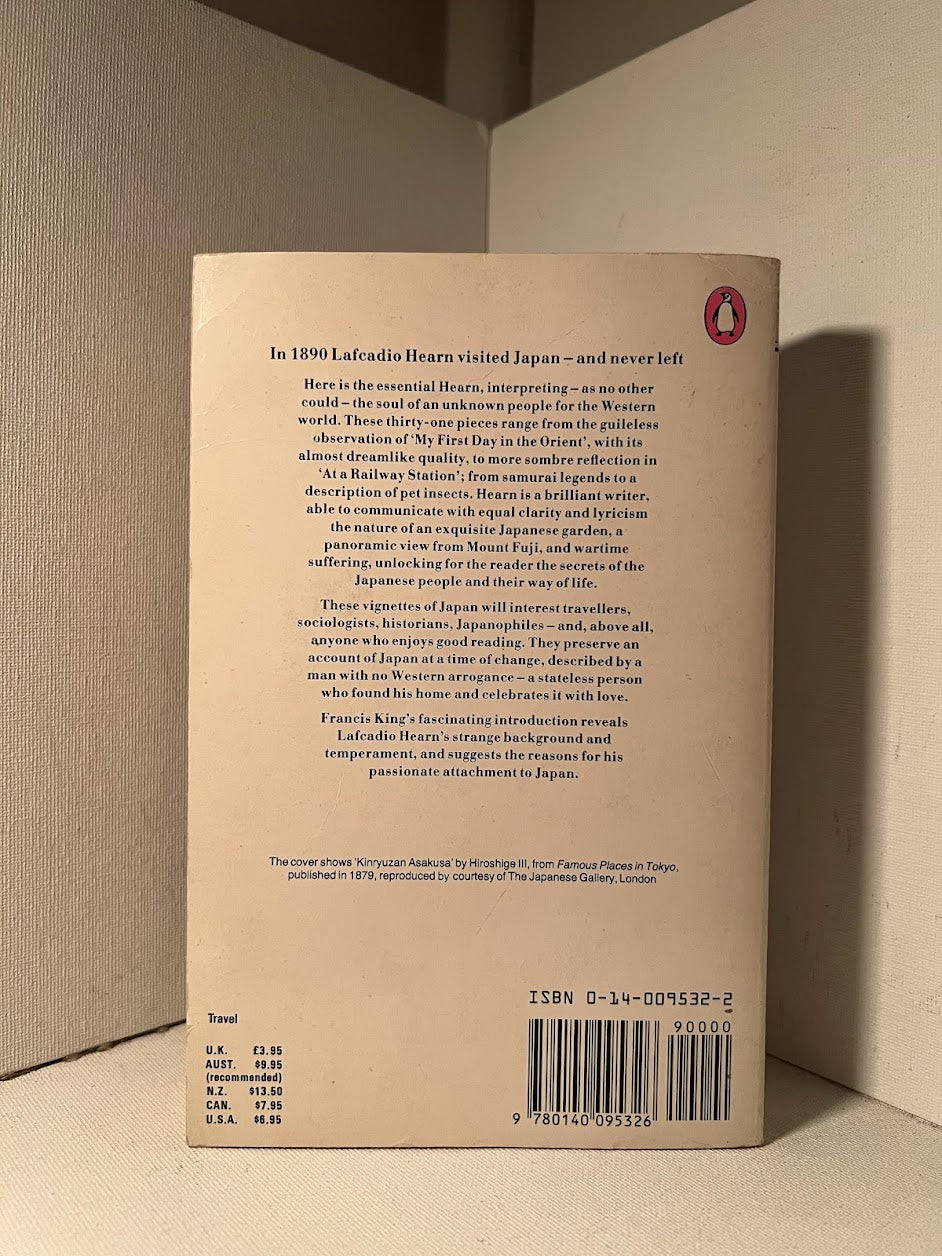 In 1890 Lafcadio Hearn visited Japan – and never left
Here is the essential Hearn, interpreting – as no other
could – the soul of an unknown people for the Western
world. These thirty-one pieces range from the guileless
observation of ‘My First Day in the Orient’, with its
almost dreamlike quality, to more sombre reflection in
‘At a Railway Station’; from samurai legends to a
description of pet insects. Hearn is a brilliant writer,
able to communicate with equal clarity and lyricism
the nature of an exquisite Japanese garden, a
panoramic view from Mount Fuji, and wartime
suffering, unlocking for the reader the secrets of the
Japanese people and their way of life.
These vignettes of Japan will interest travellers,
sociologists, historians, Japanophiles – and, above all,
anyone who enjoys good reading. They preserve an
account of Japan at a time of change, described by a
man with no Western arrogance – a stateless person
who found his home and celebrates it with love.
Francis King’s fascinating introduction reveals
Lafcadio Hearn’s strange background and
temperament, and suggests the reasons for his
passionate attachment to Japan.
The cover shows ‘Kinryuzan Asakusa’ by Hiroshige III, from Famous Places in Tokyo,
published in 1879, reproduced by courtesy of The Japanese Gallery, London
Travel
U.K. £3.95
AUST. $9.95
(recommended)
N.Z. $13.50
CAN. $7.95
U.S.A. $6.95
ISBN 0-14-009532-2
90000
9 780140 095326